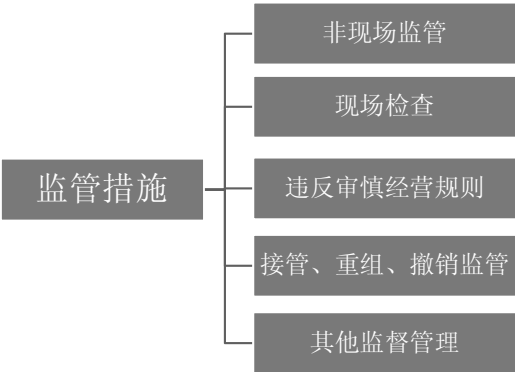 监管措施
非现场监管
现场检查
违反审慎经营规则
接管、重组、撤销监管
其他监督管理